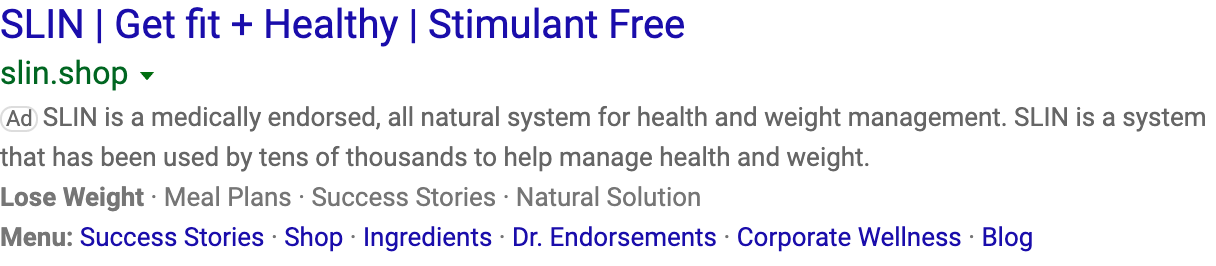 SLIN | Get fit + Healthy | Stimulant Free
slin.shop
Ad SLIN is a medically endorsed, all natural system for health and weight management. SLIN is a system
that has been used by tens of thousands to help manage health and weight.
Lose Weight · Meal Plans · Success Stories · Natural Solution
Menu: Success Stories · Shop · Ingredients · Dr. Endorsements · Corporate Wellness · Blog